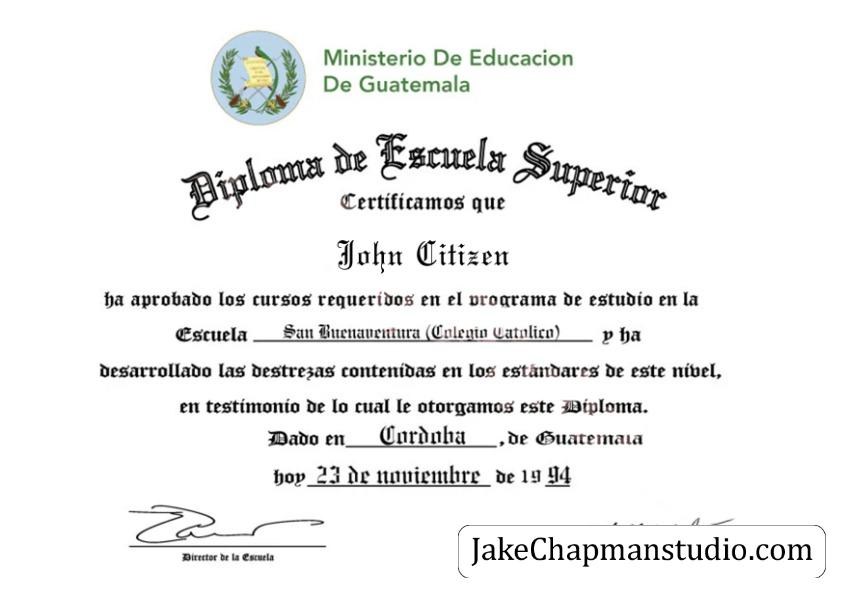 Ministerio De Educacion
De Guatemala
Diploma de Escuela Superior
Certificamos que
John Citizen
ha aprobado los cursos requeridos en el programa de estudio en la
Escuela San Buenaventura (Colegio Catolico) y ha
desarrollado las destrezas contenidas en los estándares de este nivel,
en testimonio de lo cual le otorgamos este Diploma.
Dado en Cordoba, de Guatemala
hoy 23 de noviembre de 19 94
Director de la Escuela
JakeChapmanstudio.com